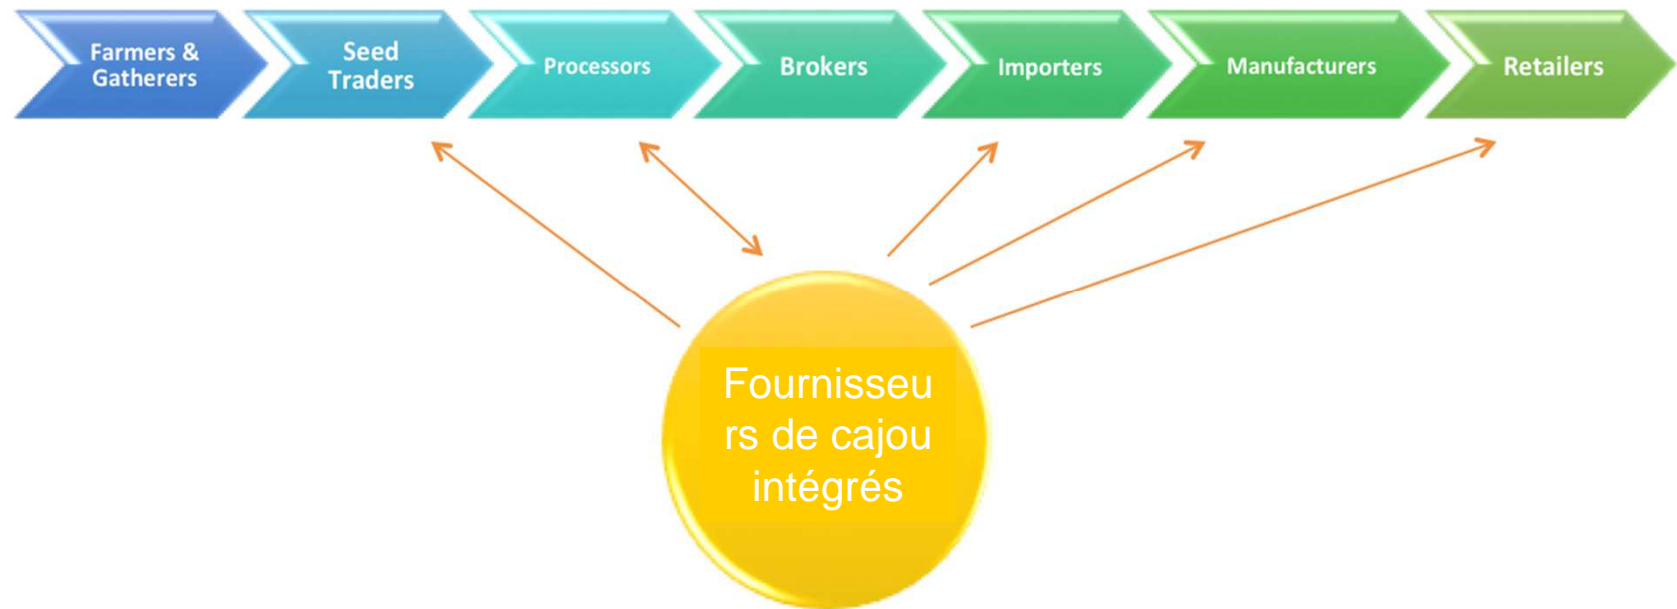 Farmers &
Gatherers
Seed
Traders
Processors
Brokers
Importers
Manufacturers
Retailers
Fournisseu
rs de cajou
intégrés